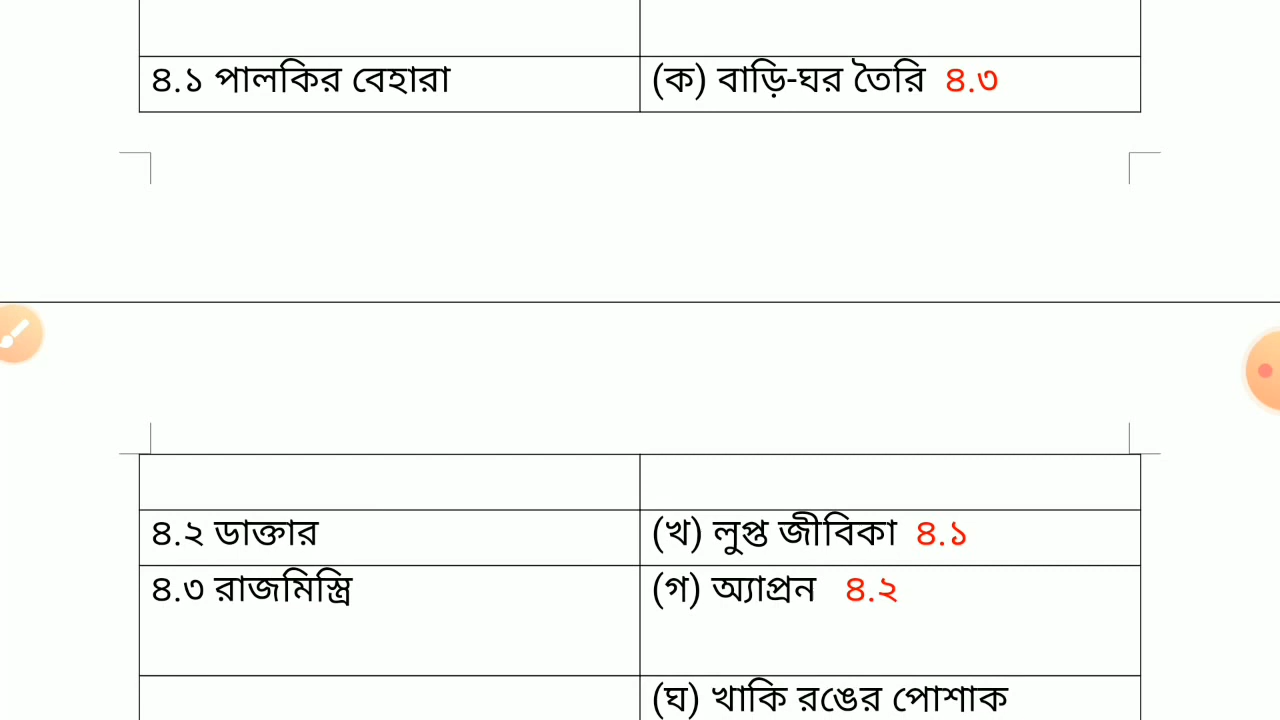 ৪.১ পালকির বেহারা (ক) বাড়ি-ঘর তৈরি ৪.৩
৪.২ ডাক্তার (খ) লুপ্ত জীবিকা ৪.১
৪.৩ রাজমিস্ত্রি (গ) অ্যাপ্রন ৪.২
(ঘ) খাকি রঙের পোশাক